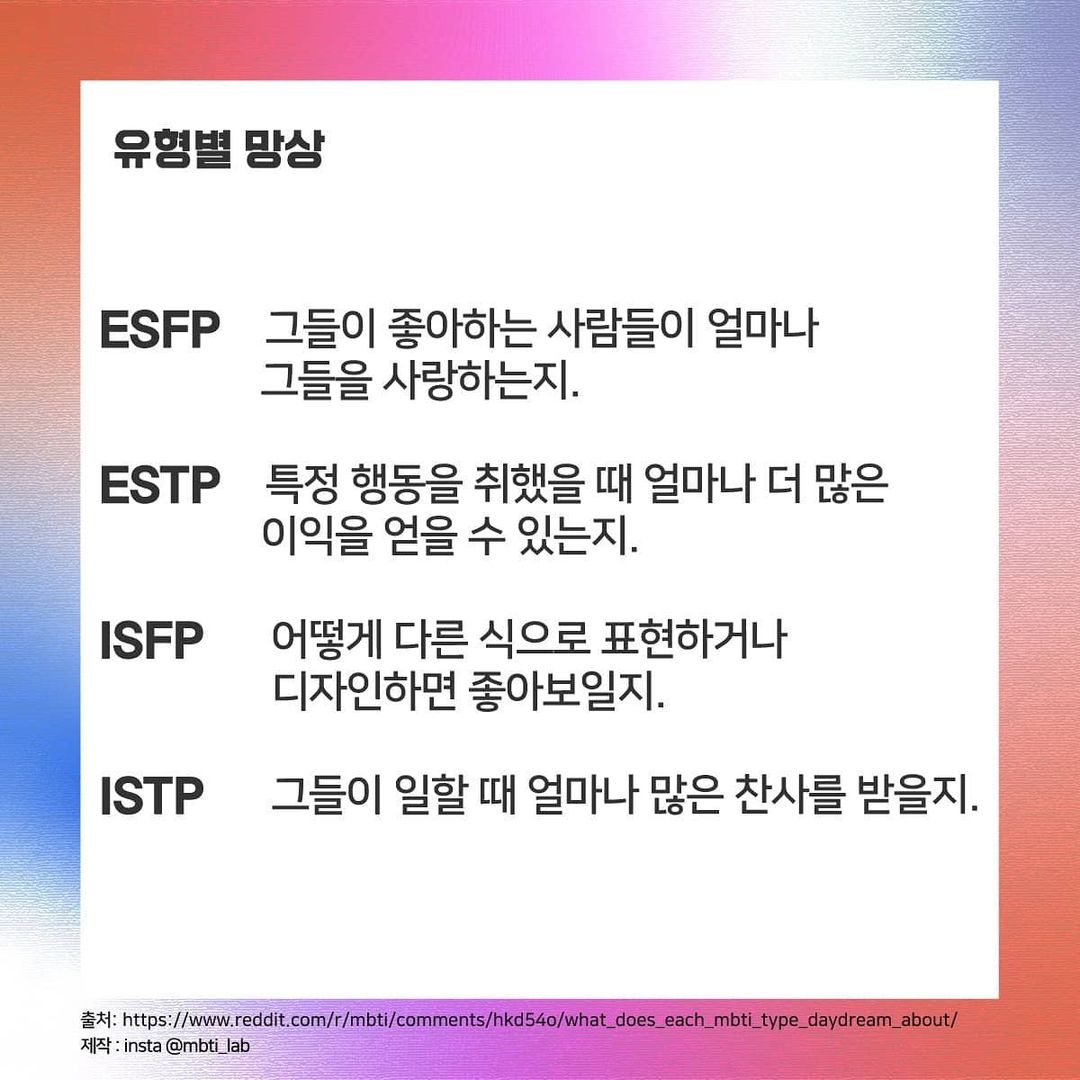 유형별 망상
ESFP 그들이 좋아하는 사람들이 얼마나
그들을 사랑하는지.
ESTP 특정 행동을 취했을 때 얼마나 더 많은
이익을 얻을 수 있는지.
ISFP 어떻게 다른 식으로 표현하거나
디자인하면 좋아보일지.
ISTP 그들이 일할 때 얼마나 많은 찬사를 받을지.
출처: https://www.reddit.com/r/mbti/comments/hkd54o/what_does_each_mbti_type_daydream_about/
제작 : insta @mbti_lab